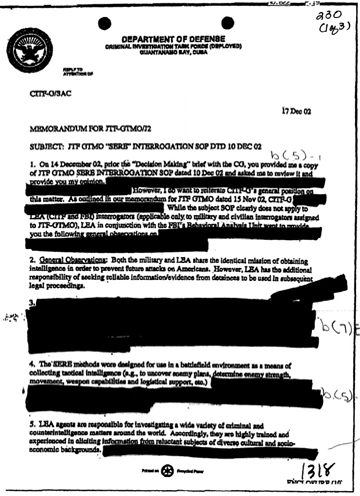 230
(1 of 3)
DEPARTMENT OF DEFENSE
CRIMINAL INVESTIGATION TASK FORCE (DEPLOYED)
GUANTANAMO BAY, CUBA
REPLY TO
ATTENTION OF
CITF-G/SAC
17 Dec 02
MEMORANDUM FOR JTF-GTMO/J2
SUBJECT: JTF GTMO "SERE" INTERROGATION SOP DTD 10 DEC 02
b(5)-1
1. On 14 December 02, prior the "Decision Making" brief with the CG, you provided me a copy
of JTF GTMO SERE INTERROGATION SOP dated 10 Dec 02 and asked me to review it and
provide you my opinion.
However, I do want to reiterate CITF-G's general position on
this matter. As outlined in our memorandum for JTF GTMO dated 15 Nov 02, CITF-G
While the subject SOP clearly does not apply to
LEA (CITF and FBI) interrogators (applicable only to military and civilian interrogators assigned
to JTF-GTMO), LEA in conjunction with the FBI's Behavioral Analysis Unit want to provide
you the following general observations on
2. General Observations: Both the military and LEA share the identical mission of obtaining
intelligence in order to prevent future attacks on Americans. However, LEA has the additional
responsibility of seeking reliable information/evidence from detainees to be used in subsequent
legal proceedings.
3.
b(7)E
4. The SERE methods were designed for use in a battlefield environment as a means of
collecting tactical intelligence (e.g., to uncover enemy plans, determine enemy strength,
movement, weapon capabilities and logistical support, etc.)
b(5)
5. LEA agents are responsible for investigating a wide variety of criminal and
counterintelligence matters around the world. Accordingly, they are highly trained and
experienced in eliciting information from reluctant subjects of diverse cultural and socio-
economic backgrounds.
Printed on
Recycled Paper
1318